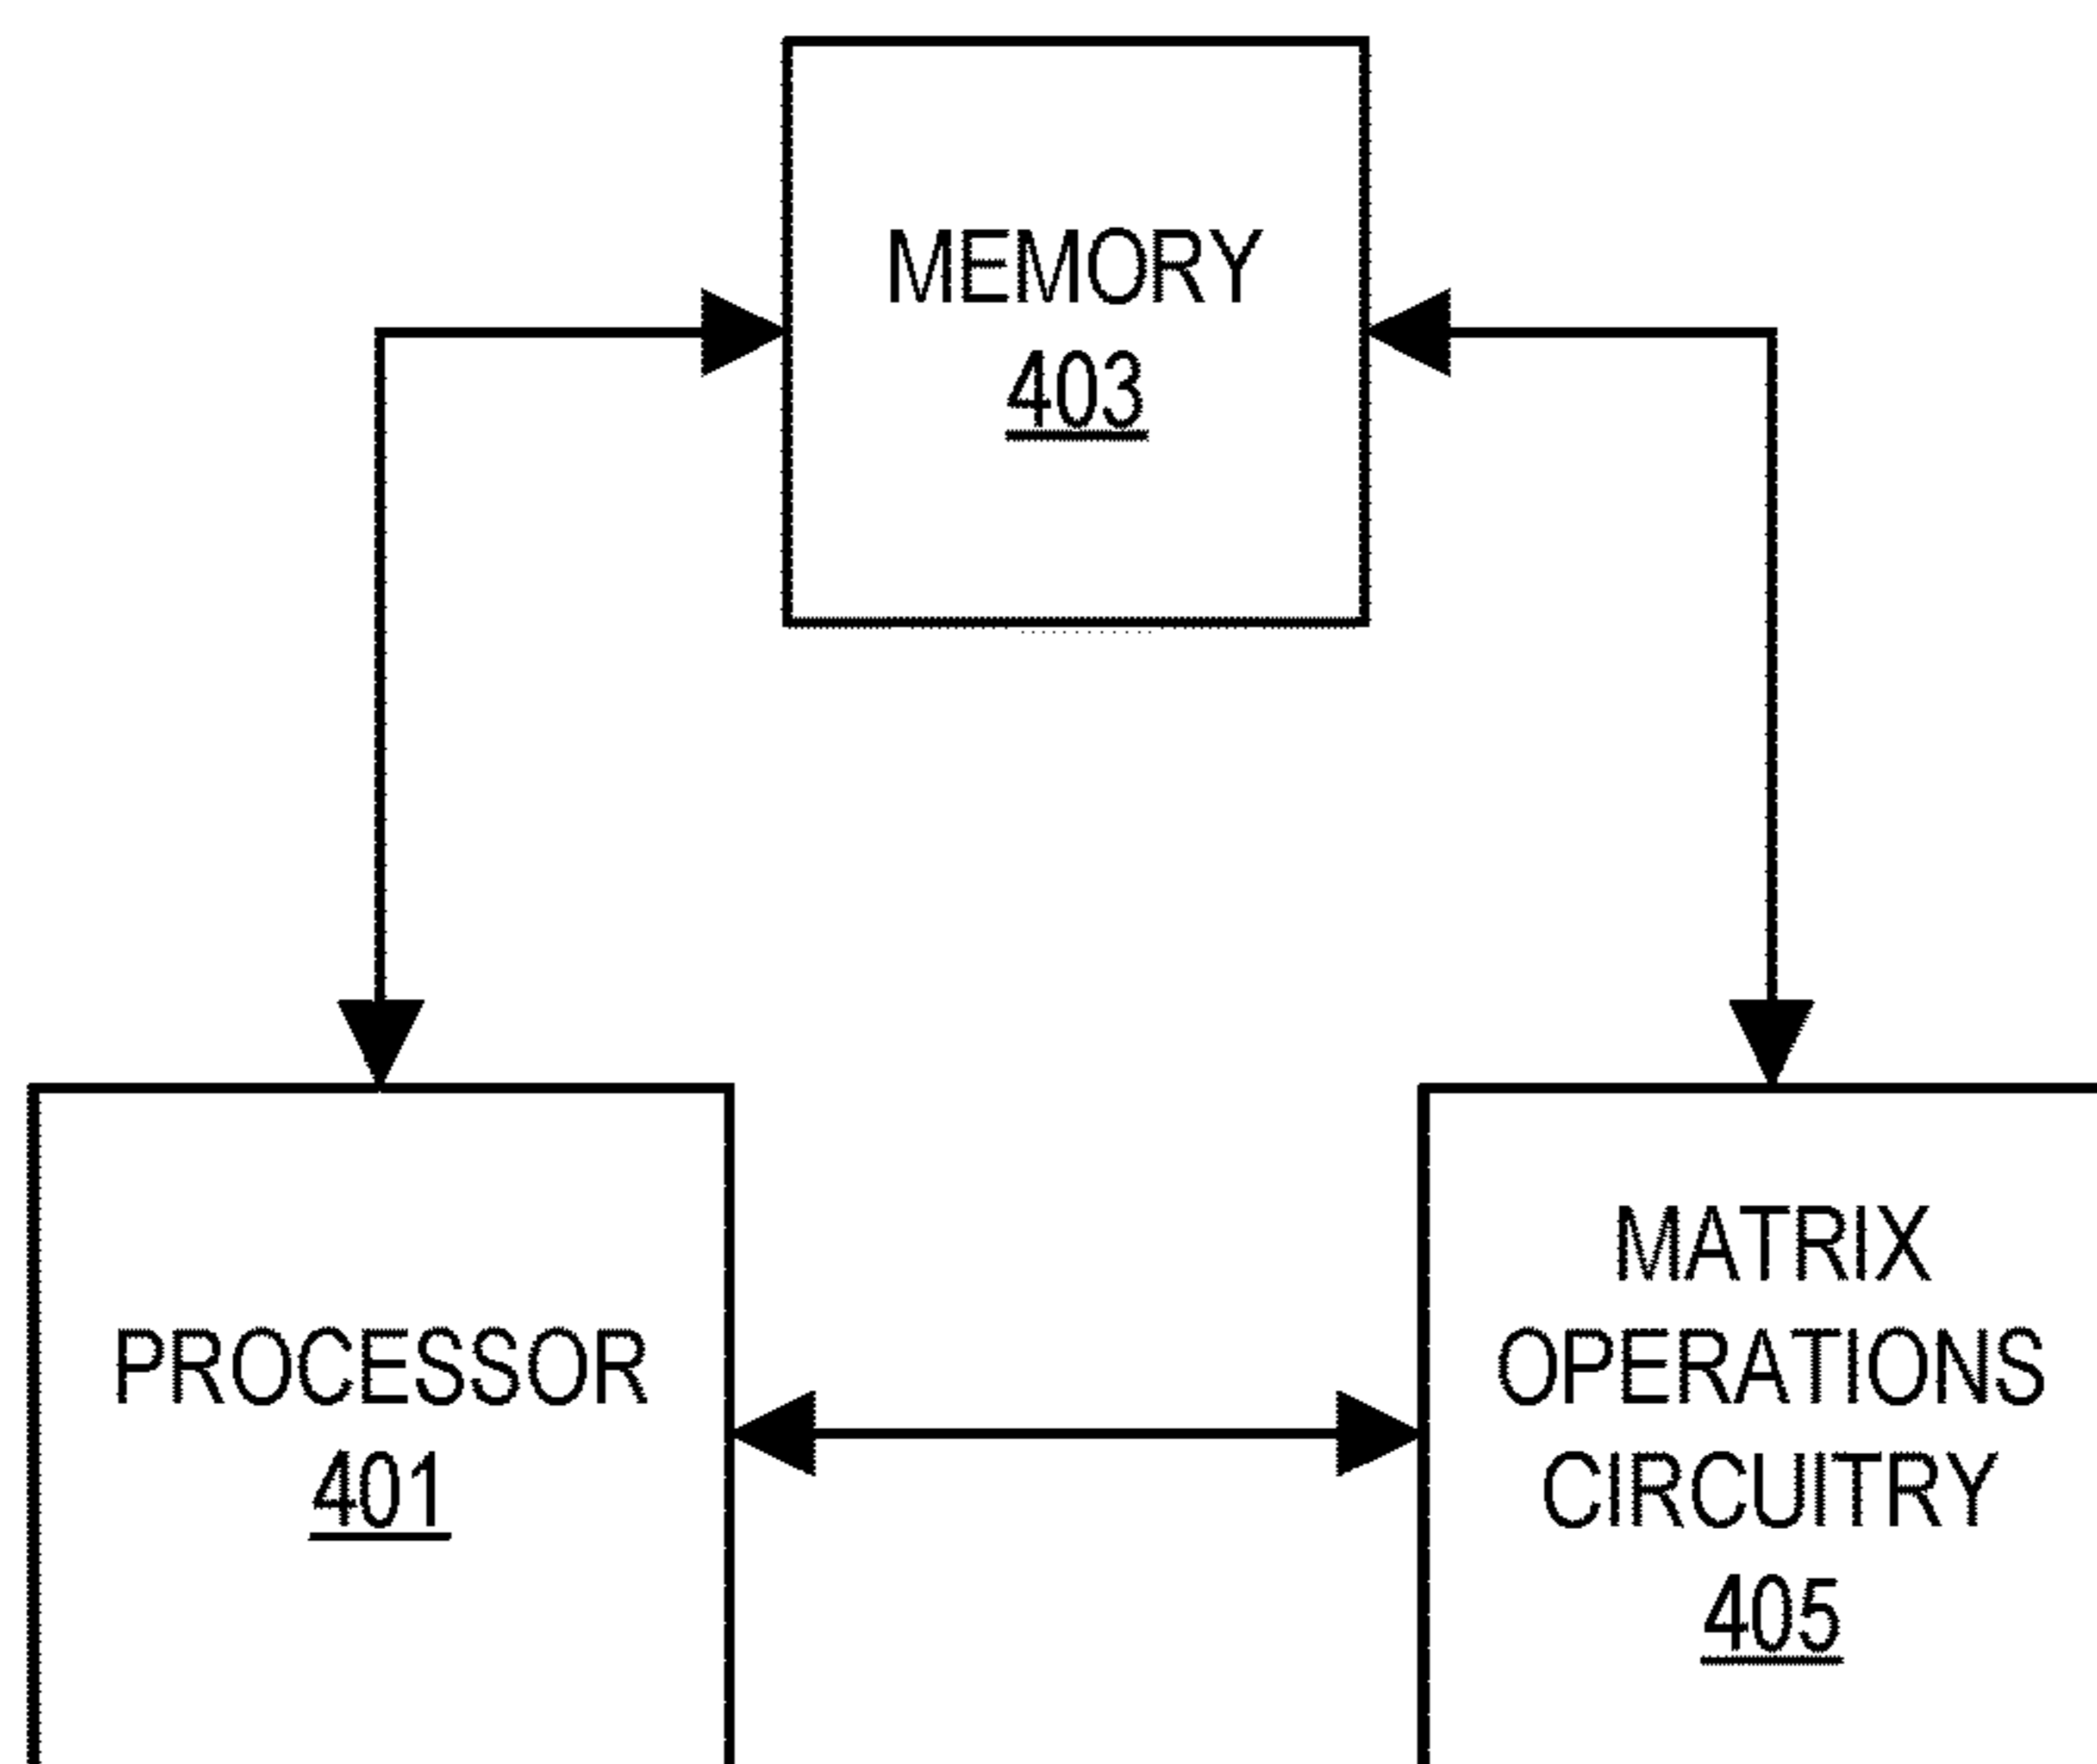 MEMORY
403
PROCESSOR
401
MATRIX
OPERATIONS
CIRCUITRY
405